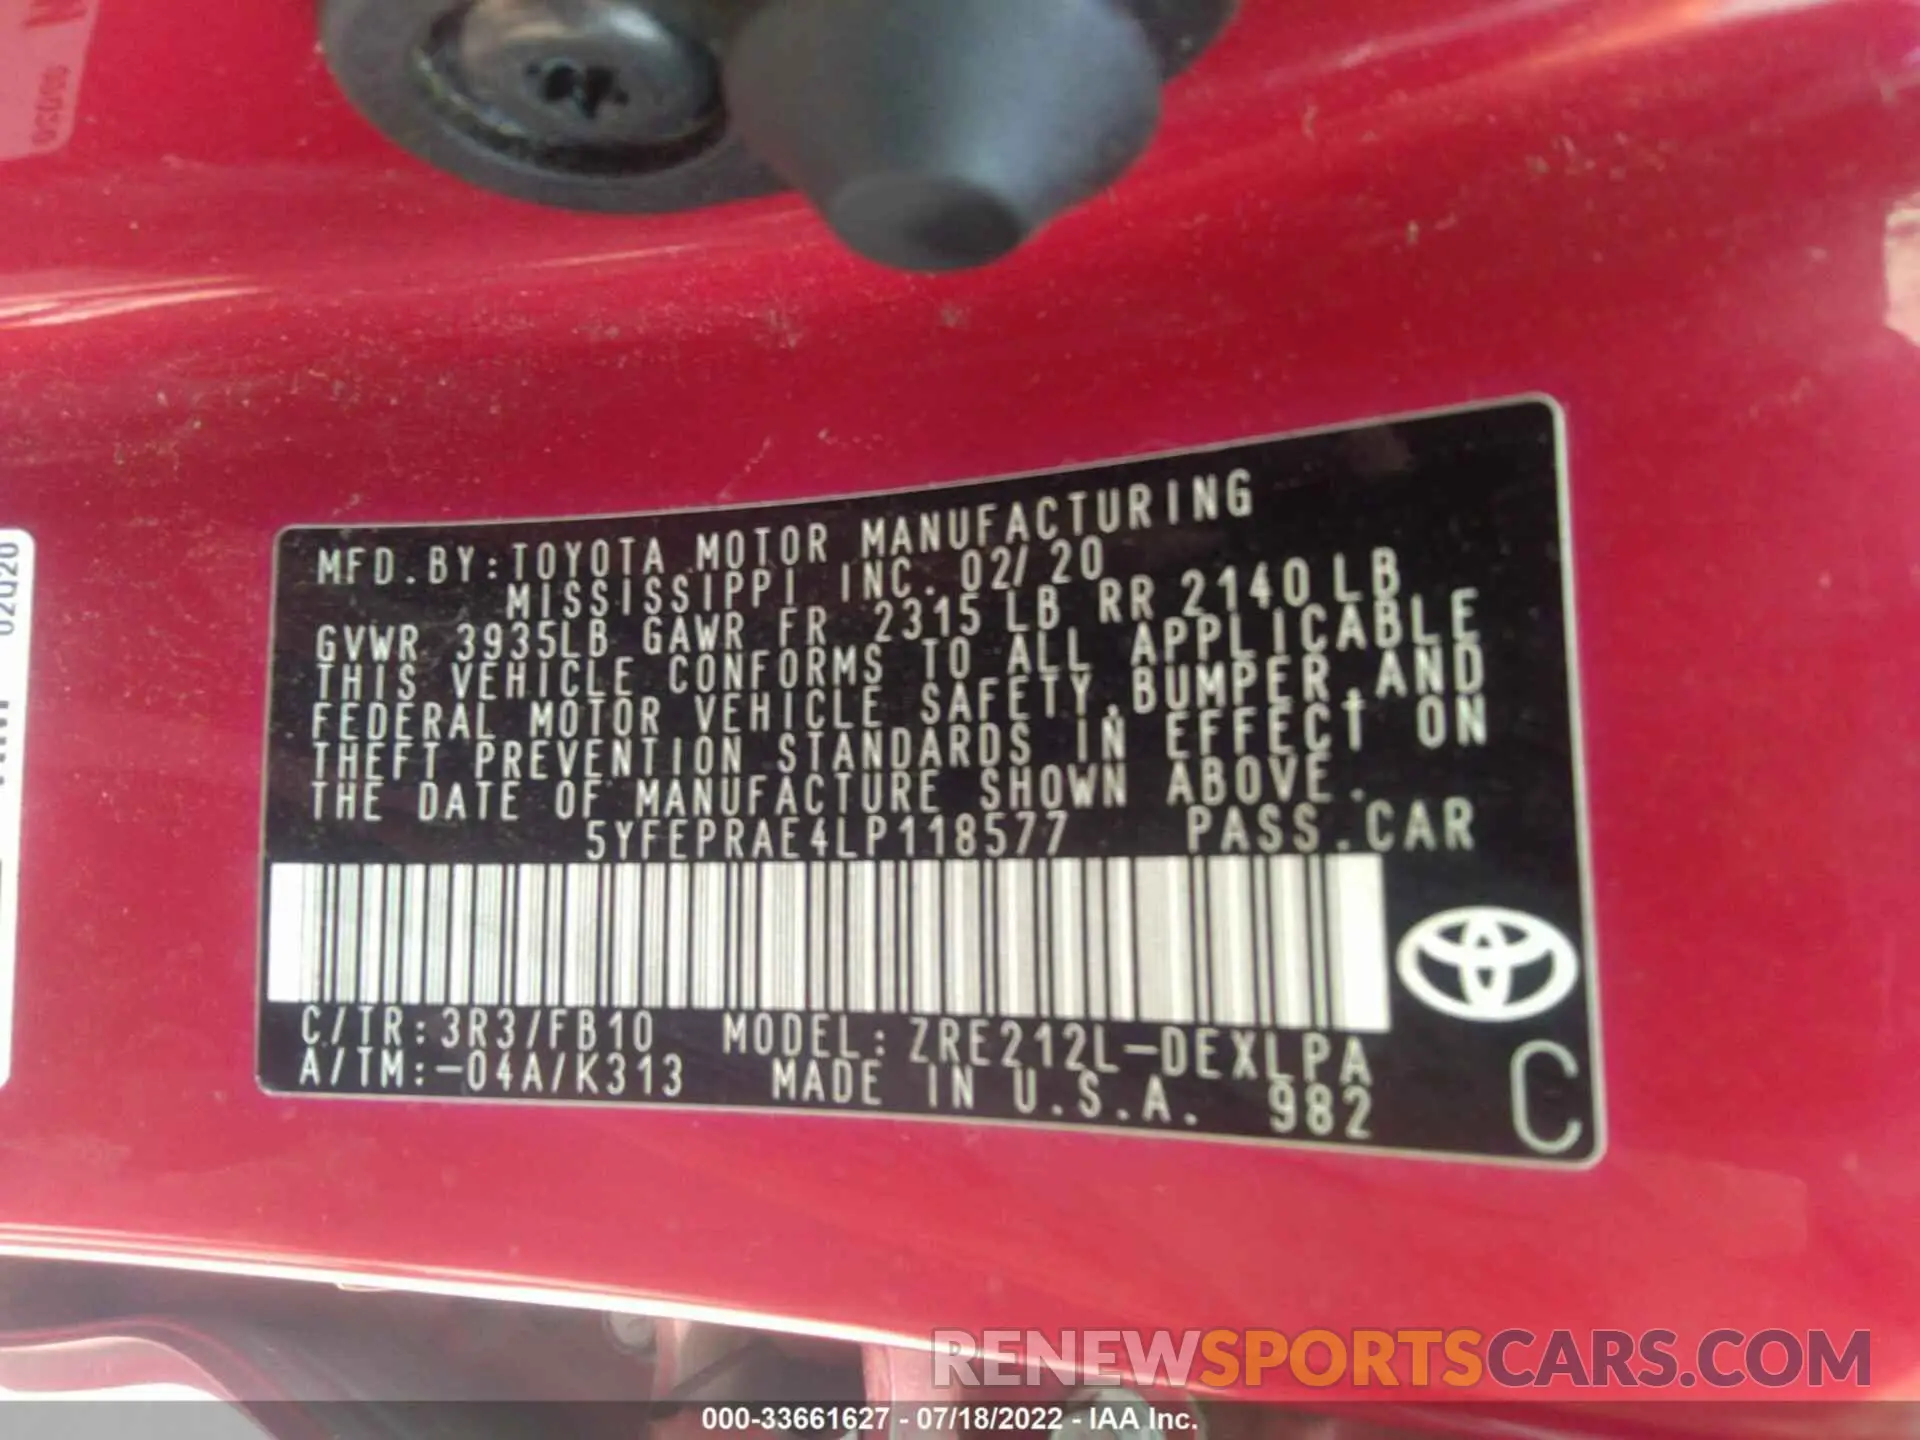 MFD.BY:TOYOTA MOTOR MANUFACTURING
MISSISSIPPI INC. 02/20
GVWR 3935LB GAWR FR 2315 LB RR 2140 LB
THIS VEHICLE CONFORMS TO ALL APPLICABLE
FEDERAL MOTOR VEHICLE SAFETY,BUMPER,AND
THEFT PREVENTION STANDARDS IN EFFECT ON
THE DATE OF MANUFACTURE SHOWN ABOVE.
5YFEPRAE4LP118577 PASS.CAR
C/TR:3R3/FB10 MODEL:ZRE212L-DEXLPA
A/TM:-04A/K313 MADE IN U.S.A. 982
C
02Q20
RENEWSPORTSCARS.COM
000-33661627 - 07/18/2022 - IAA Inc.